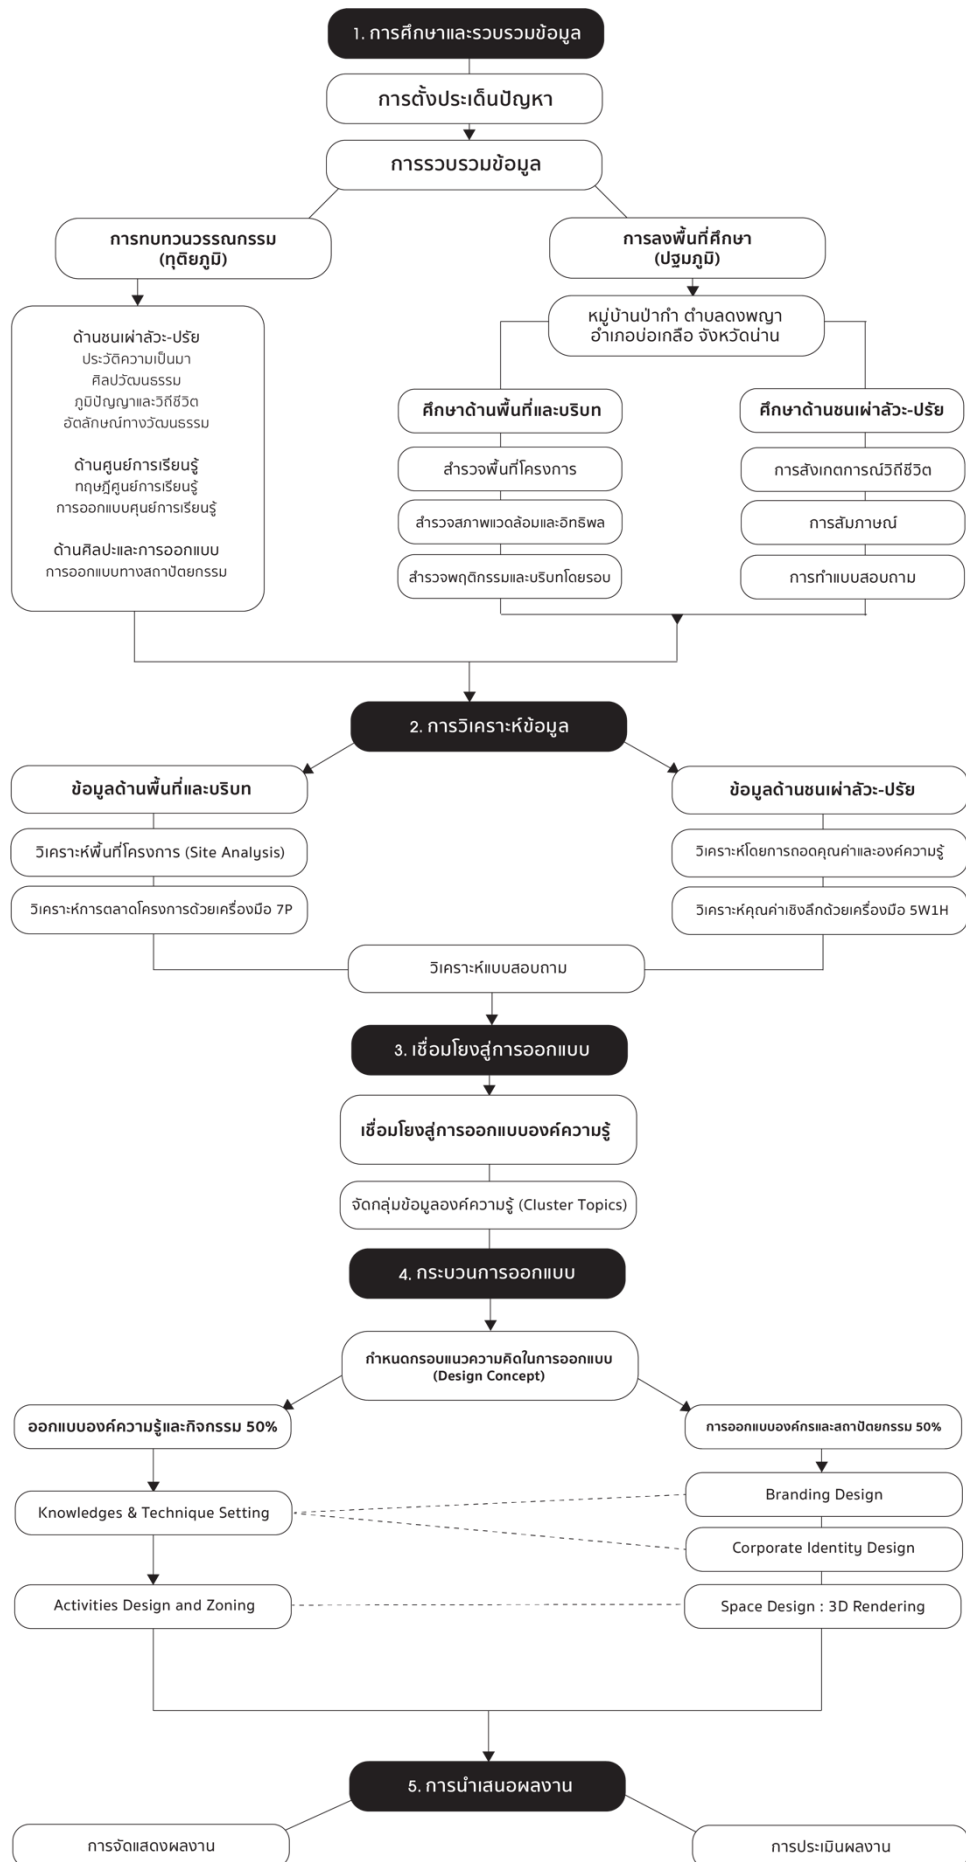 1. การศึกษาและรวบรวมข้อมูล
การตั้งประเด็นปัญหา
การรวบรวมข้อมูล
การทบทวนวรรณกรรม
(ทุติยภูมิ)
การลงพื้นที่ศึกษา
(ปฐมภูมิ)
ด้านชนเผ่าลัวะ-ปรัย
ประวัติความเป็นมา
ศิลปวัฒนธรรม
ภูมิปัญญาและวิถีชีวิต
อัตลักษณ์ทางวัฒนธรรม
ด้านศูนย์การเรียนรู้
ทฤษฎีศูนย์การเรียนรู้
การออกแบบศูนย์การเรียนรู้
ด้านศิลปะและการออกแบบ
การออกแบบทางสถาปัตยกรรม
หมู่บ้านป่ากำ ตำบลดงพญา
อำเภอบ่อเกลือ จังหวัดน่าน
ศึกษาด้านพื้นที่และบริบท
สำรวจพื้นที่โครงการ
สำรวจสภาพแวดล้อมและอิทธิพล
สำรวจพฤติกรรมและบริบทโดยรอบ
ศึกษาด้านชนเผ่าลัวะ-ปรัย
การสังเกตการณ์วิถีชีวิต
การสัมภาษณ์
การทำแบบสอบถาม
2. การวิเคราะห์ข้อมูล
ข้อมูลด้านพื้นที่และบริบท
วิเคราะห์พื้นที่โครงการ (Site Analysis)
วิเคราะห์การตลาดโครงการด้วยเครื่องมือ 7P
ข้อมูลด้านชนเผ่าลัวะ-ปรัย
วิเคราะห์โดยการถอดคุณค่าและองค์ความรู้
วิเคราะห์คุณค่าเชิงลึกด้วยเครื่องมือ 5W1H
วิเคราะห์แบบสอบถาม
3. เชื่อมโยงสู่การออกแบบ
เชื่อมโยงสู่การออกแบบองค์ความรู้
จัดกลุ่มข้อมูลองค์ความรู้ (Cluster Topics)
4. กระบวนการออกแบบ
กำหนดกรอบแนวความคิดในการออกแบบ
(Design Concept)
ออกแบบองค์ความรู้และกิจกรรม 50%
Knowledges & Technique Setting
Activities Design and Zoning
การออกแบบองค์กรและสถาปัตยกรรม 50%
Branding Design
Corporate Identity Design
Space Design : 3D Rendering
5. การนำเสนอผลงาน
การจัดแสดงผลงาน
การประเมินผลงาน